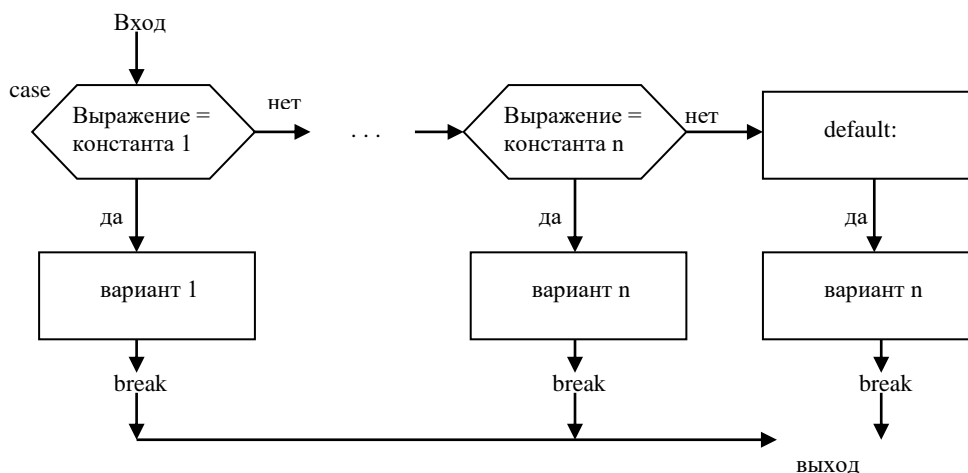 Вход
case
Выражение =
константа 1
нет
. . .
Выражение =
константа n
нет
default:
да
да
да
вариант 1
вариант n
вариант n
break
break
break
выход